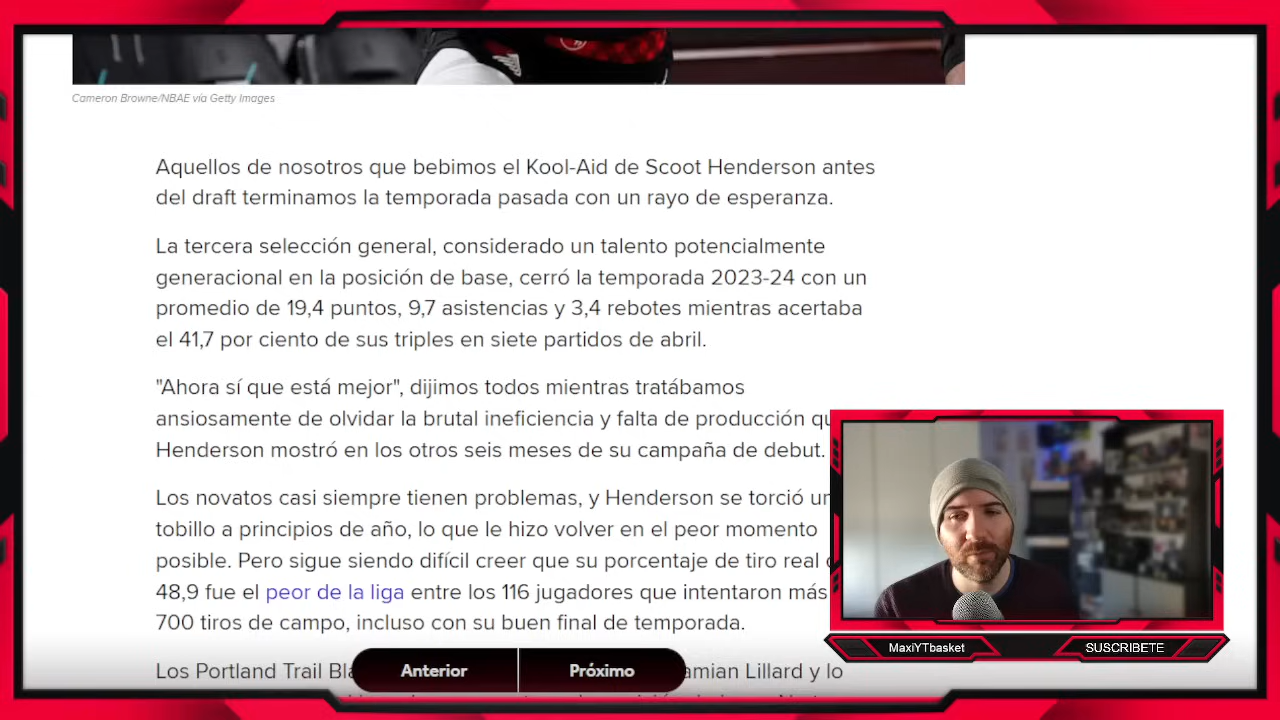 Cameron Browne/NBAE vía Getty Images
Aquellos de nosotros que bebimos el Kool-Aid de Scoot Henderson antes
del draft terminamos la temporada pasada con un rayo de esperanza.
La tercera selección general, considerado un talento potencialmente
generacional en la posición de base, cerró la temporada 2023-24 con un
promedio de 19,4 puntos, 9,7 asistencias y 3,4 rebotes mientras acertaba
el 41,7 por ciento de sus triples en siete partidos de abril.
"Ahora sí que está mejor", dijimos todos mientras tratábamos
ansiosamente de olvidar la brutal ineficiencia y falta de producción
Henderson mostró en los otros seis meses de su campaña de debut.
Los novatos casi siempre tienen problemas, y Henderson se torció
tobillo a principios de año, lo que le hizo volver en el peor momento
posible. Pero sigue siendo difícil creer que su porcentaje de tiro real
48,9 fue el peor de la liga entre los 116 jugadores que intentaron más
700 tiros de campo, incluso con su buen final de temporada.
Los Portland Trail Lillard y lo
Anterior
Próximo
MaxiYTbasket
SUSCRIBETE